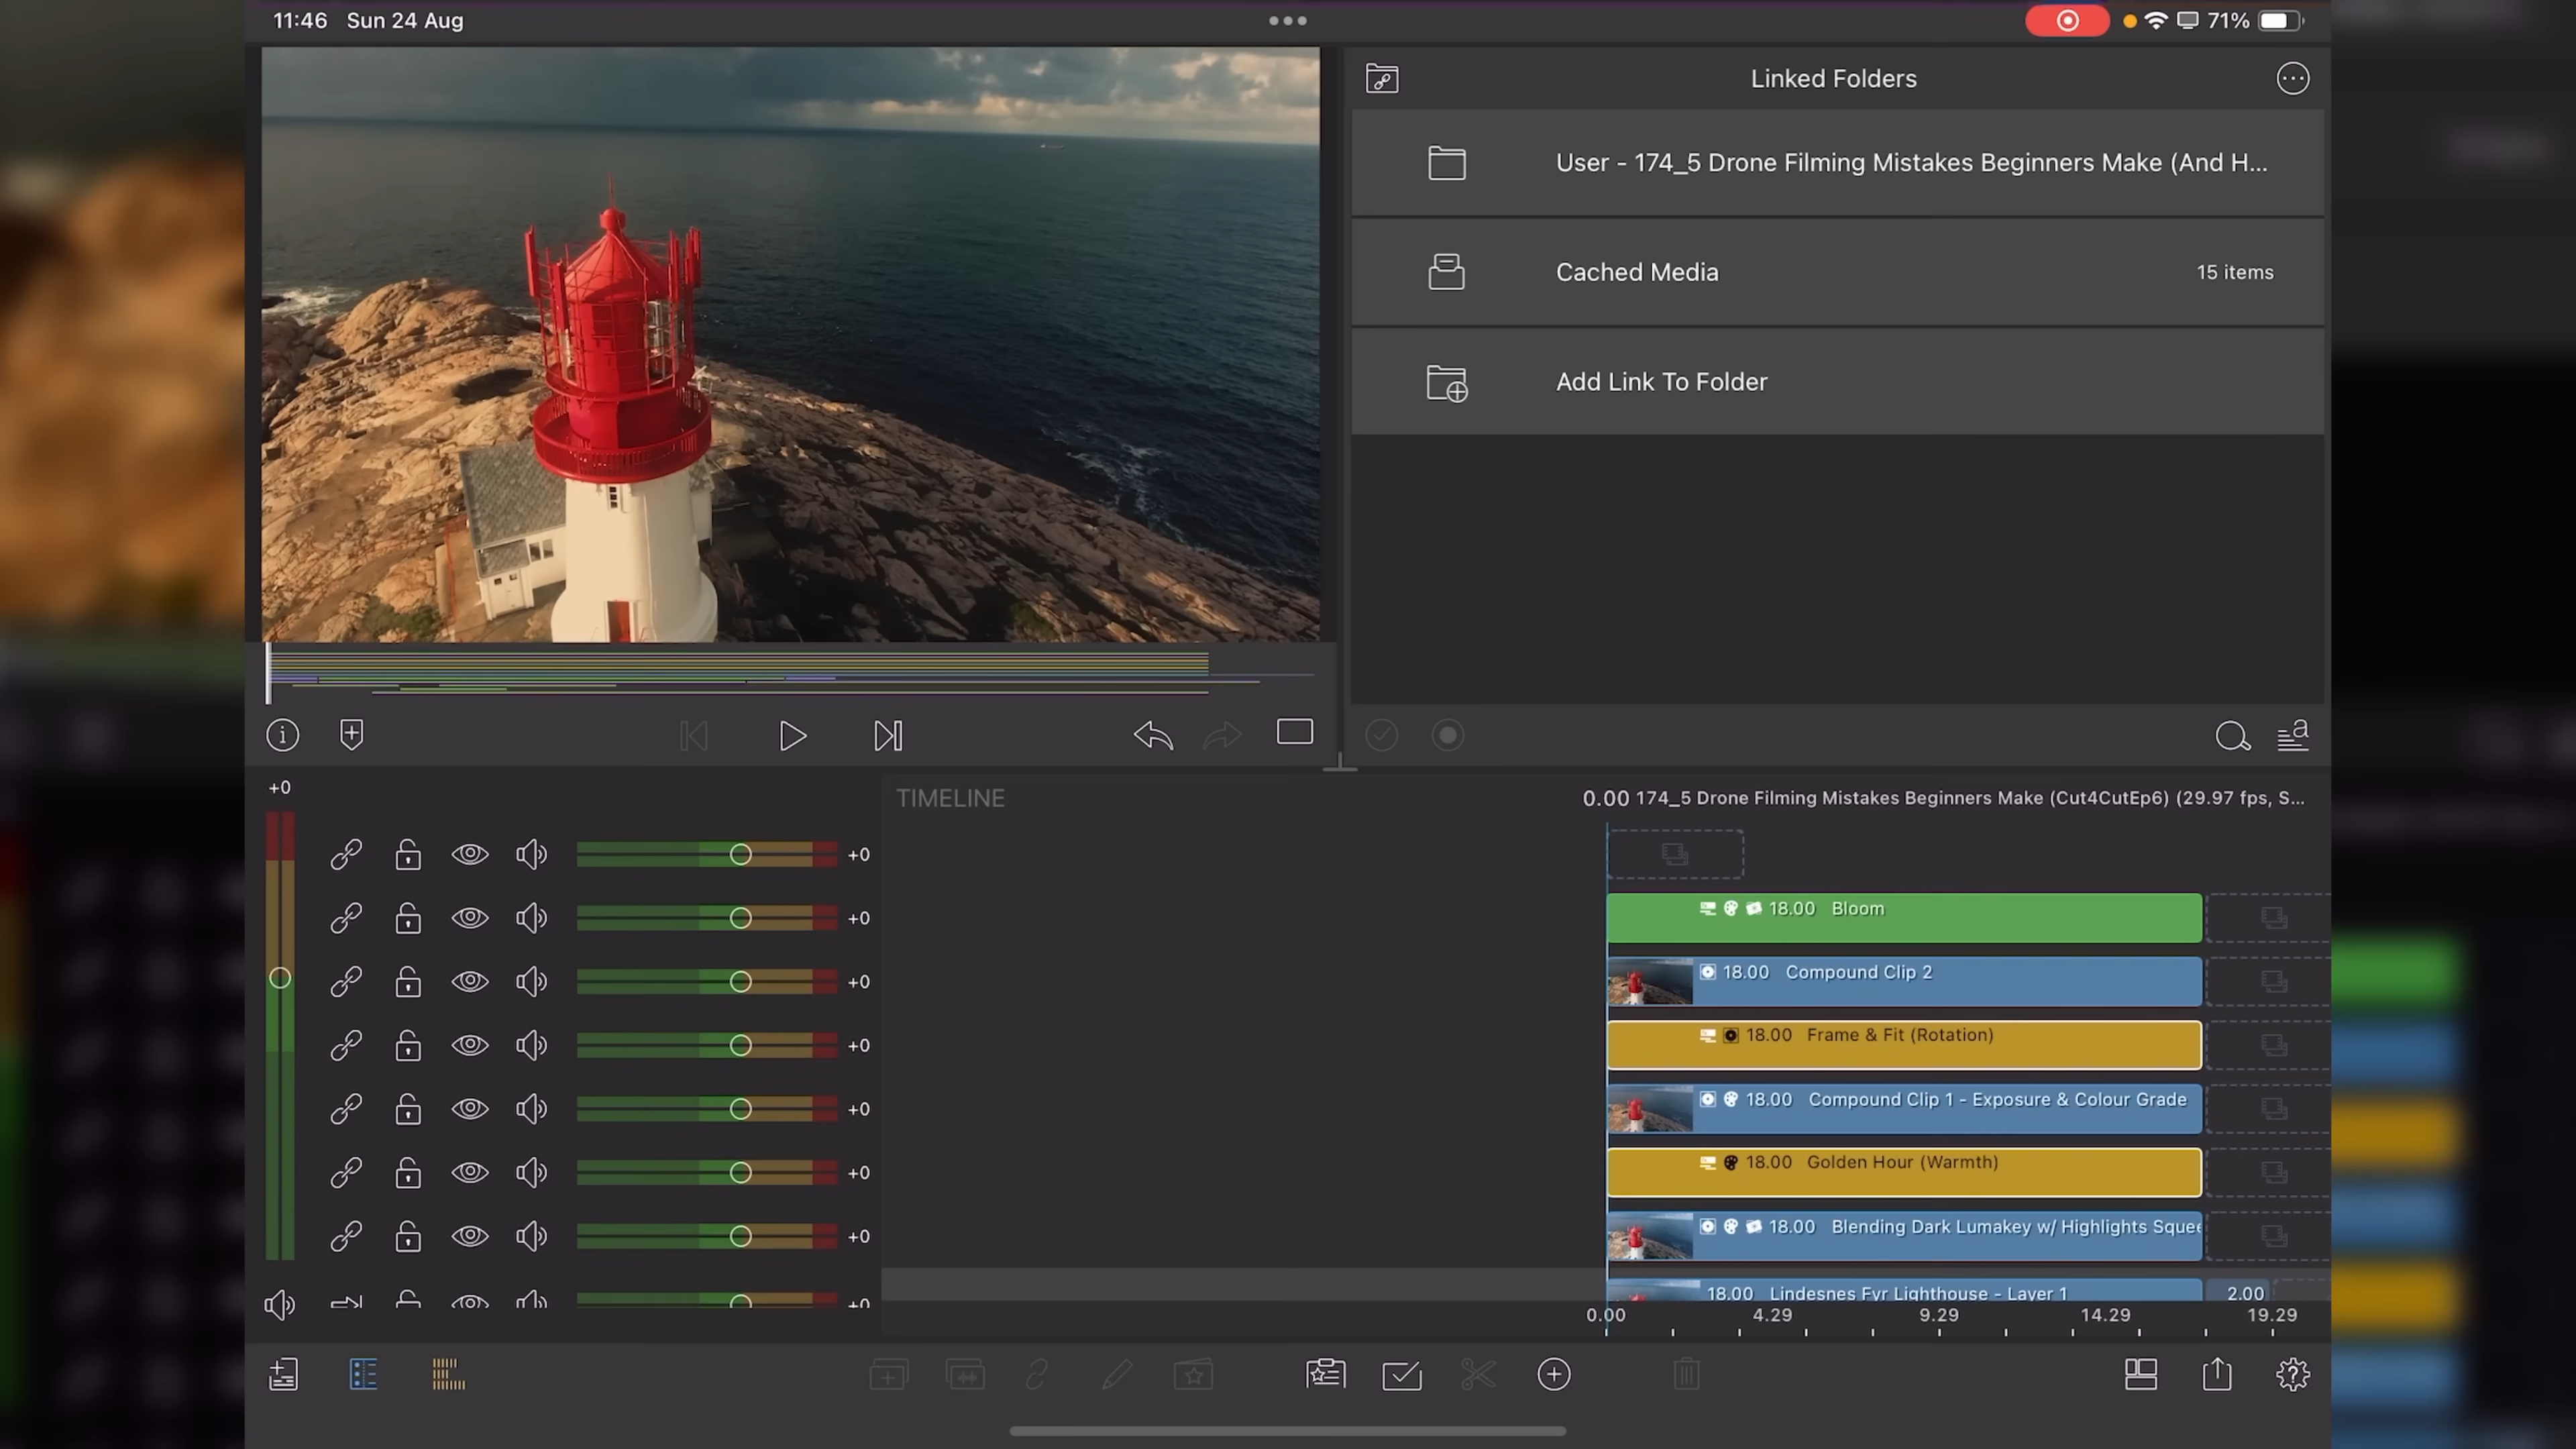 11:46 Sun 24 Aug
71%
Linked Folders
User - 174_5 Drone Filming Mistakes Beginners Make (And H...
Cached Media 15 items
Add Link To Folder
+0
TIMELINE
0.00 174_5 Drone Filming Mistakes Beginners Make (Cut4CutEp6) (29.97 fps, S...
+0
+0 18.00 Bloom
+0 18.00 Compound Clip 2
+0 18.00 Frame & Fit (Rotation)
+0 18.00 Compound Clip 1 - Exposure & Colour Grade
+0 18.00 Golden Hour (Warmth)
+0 18.00 Blending Dark Lumakey w/ Highlights Squee
+0 18.00 Lindesnes Fyr Lighthouse - Layer 1 2.00
0.00 4.29 9.29 14.29 19.29